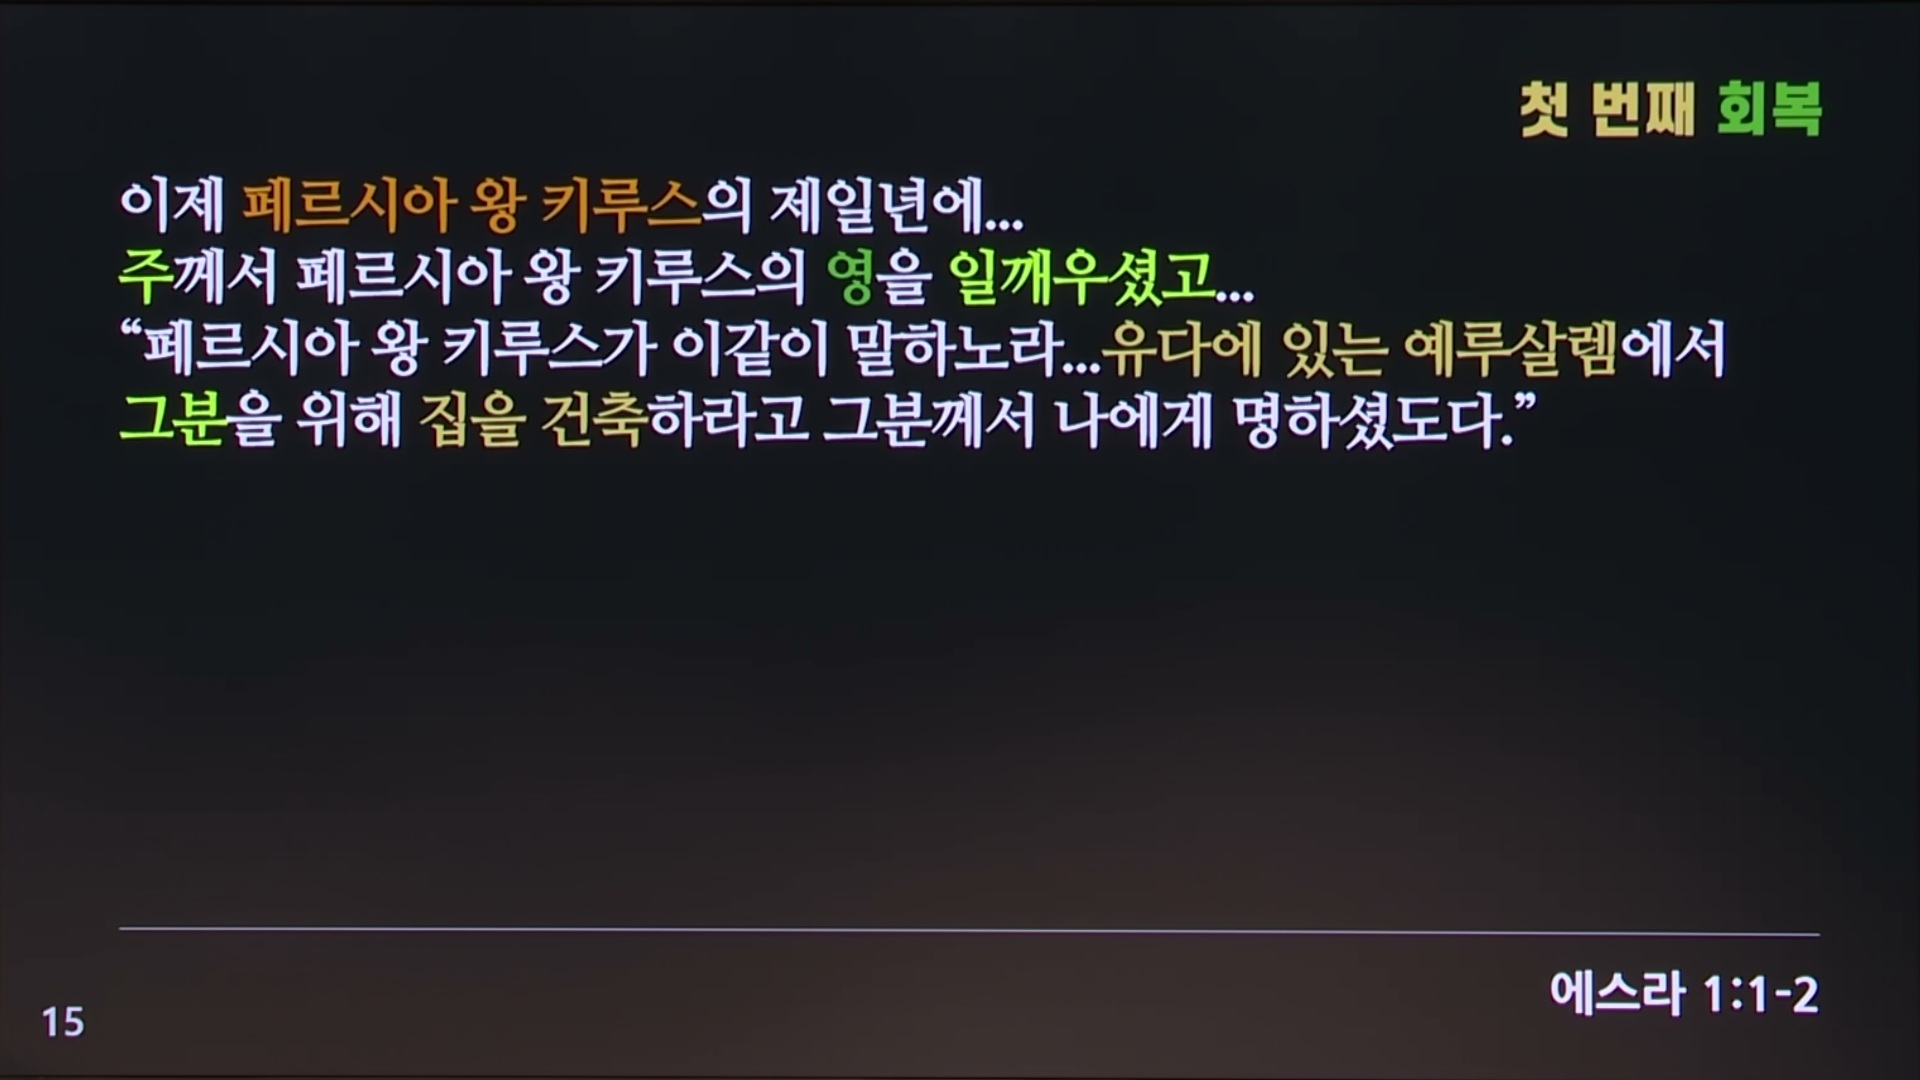 첫 번째 회복
이제 페르시아 왕 키루스의 제일년에...
주께서 페르시아 왕 키루스의 영을 일깨우셨고...
“페르시아 왕 키루스가 이같이 말하노라...유다에 있는 예루살렘에서
그분을 위해 집을 건축하라고 그분께서 나에게 명하셨도다.”
에스라 1:1-2
15